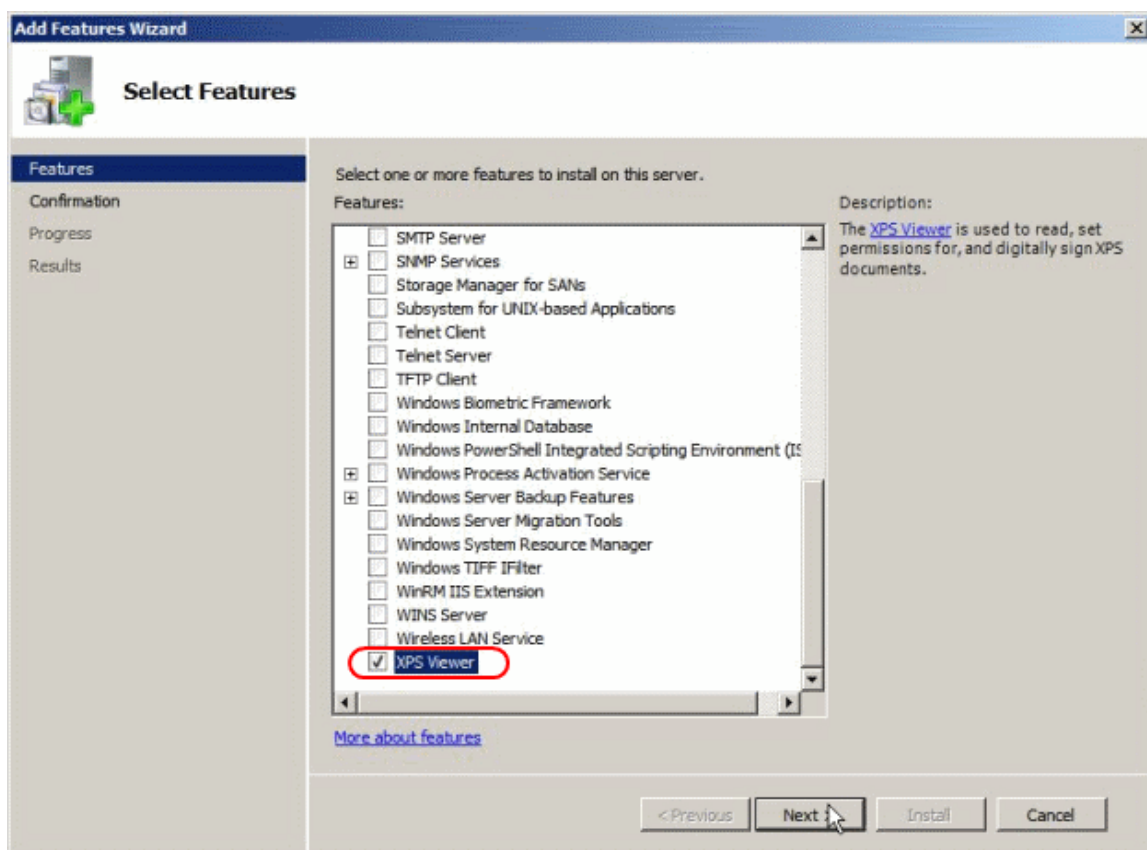 Add Features Wizard
Select Features
Features
Confirmation
Progress
Results
Select one or more features to install on this server.
Features:
SMTP Server
SNMP Services
Storage Manager for SANs
Subsystem for UNIX-based Applications
Telnet Client
Telnet Server
TFTP Client
Windows Biometric Framework
Windows Internal Database
Windows PowerShell Integrated Scripting Environment (IS
Windows Process Activation Service
Windows Server Backup Features
Windows Server Migration Tools
Windows System Resource Manager
Windows TIFF IFilter
WinRM IIS Extension
WINS Server
Wireless LAN Service
XPS Viewer
More about features
Description:
The XPS Viewer is used to read, set
permissions for, and digitally sign XPS
documents.
< Previous
Next >
Install
Cancel